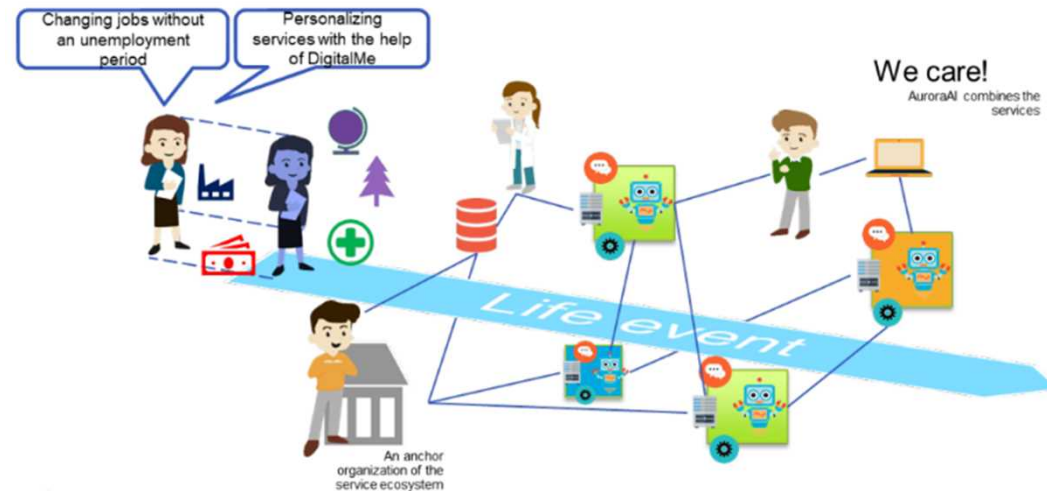 Changing jobs without
an unemployment
period
Personalizing
services with the help
of DigitalMe
We care!
AuroraAI combines the
services
Life event
An anchor
organization of the
service ecosystem